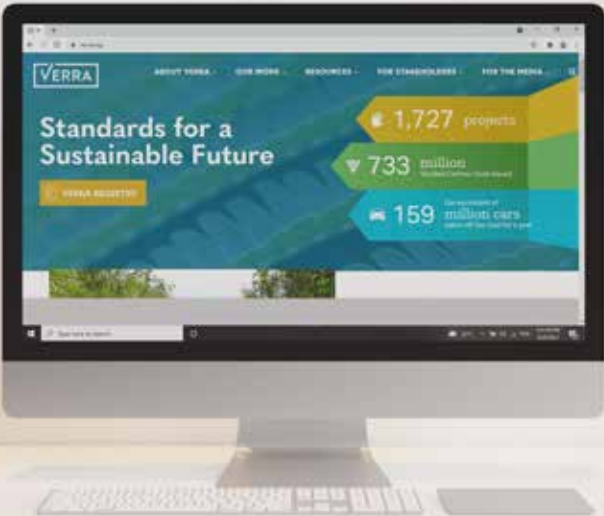 VERRA
ABOUT VERRA
OUR WORK
RESOURCES
FOR STAKEHOLDERS
FOR THE MEDIA
Standards for a
Sustainable Future
VERRA REGISTRY
1,727 projects
733 million
159 million cars
Type here to search